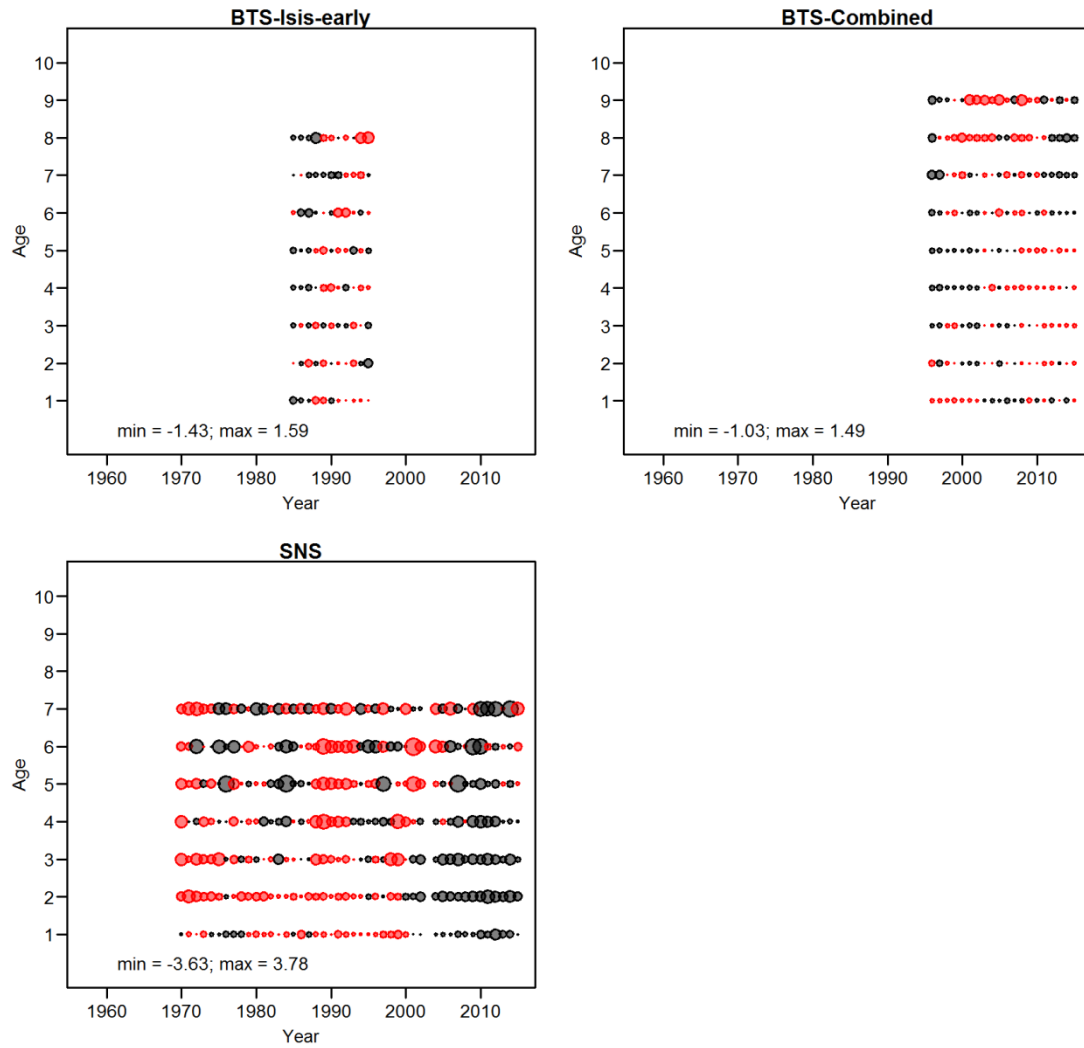 BTS-Isis-early
10
9
8
7
6
5
4
3
2
1
Age
min = -1.43; max = 1.59
1960 1970 1980 1990 2000 2010
Year
BTS-Combined
10
9
8
7
6
5
4
3
2
1
Age
min = -1.03; max = 1.49
1960 1970 1980 1990 2000 2010
Year
SNS
10
9
8
7
6
5
4
3
2
1
Age
min = -3.63; max = 3.78
1960 1970 1980 1990 2000 2010
Year